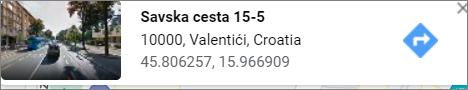 Savska cesta 15-5
10000, Valentići, Croatia
45.806257, 15.966909